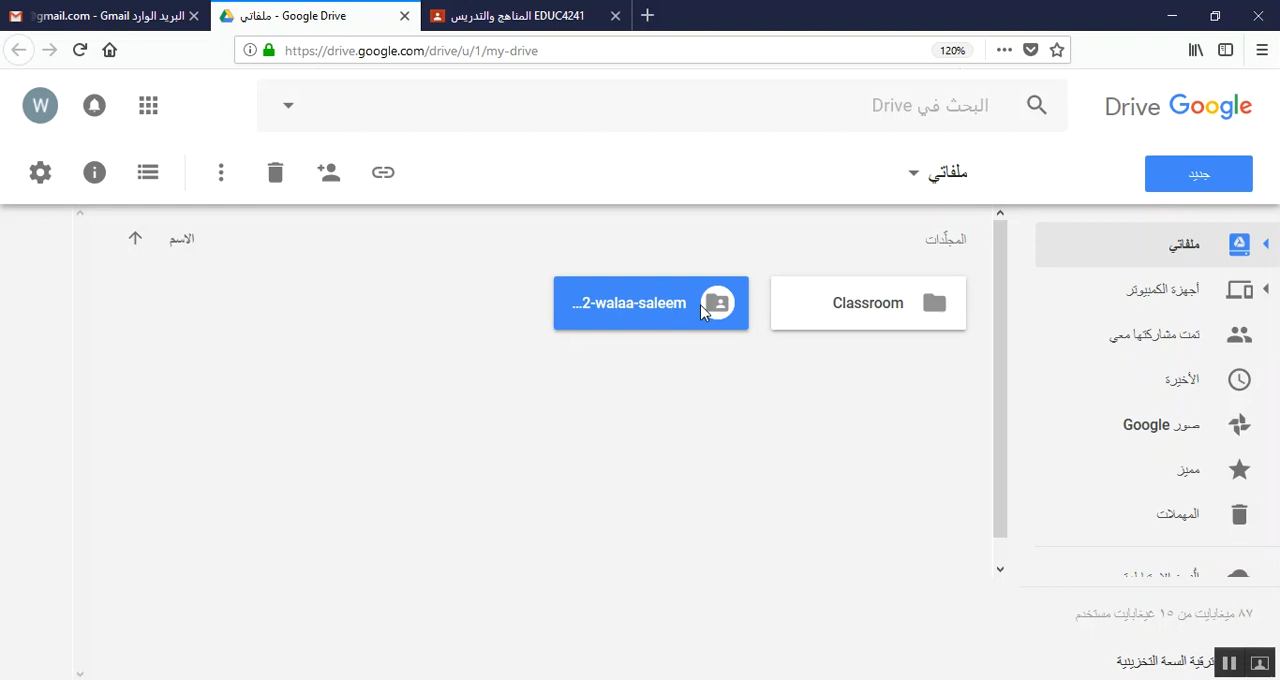 gmail.com - Gmail البريد الوارد
ملفاتي - Google Drive
المناهج والتدريس EDUC4241
https://drive.google.com/drive/u/1/my-drive
120%
W
البحث في Drive
Drive Google
ملفاتي
جديد
الاسم
المجلّدات
...2-walaa-saleem
Classroom
ملفاتي
أجهزة الكمبيوتر
تمت مشاركتها معي
الأخيرة
صور Google
مميز
المهملات
٨٧ ميغابايت من ١٥ غيغابايت مستخدم
ترقية السعة التخزينية